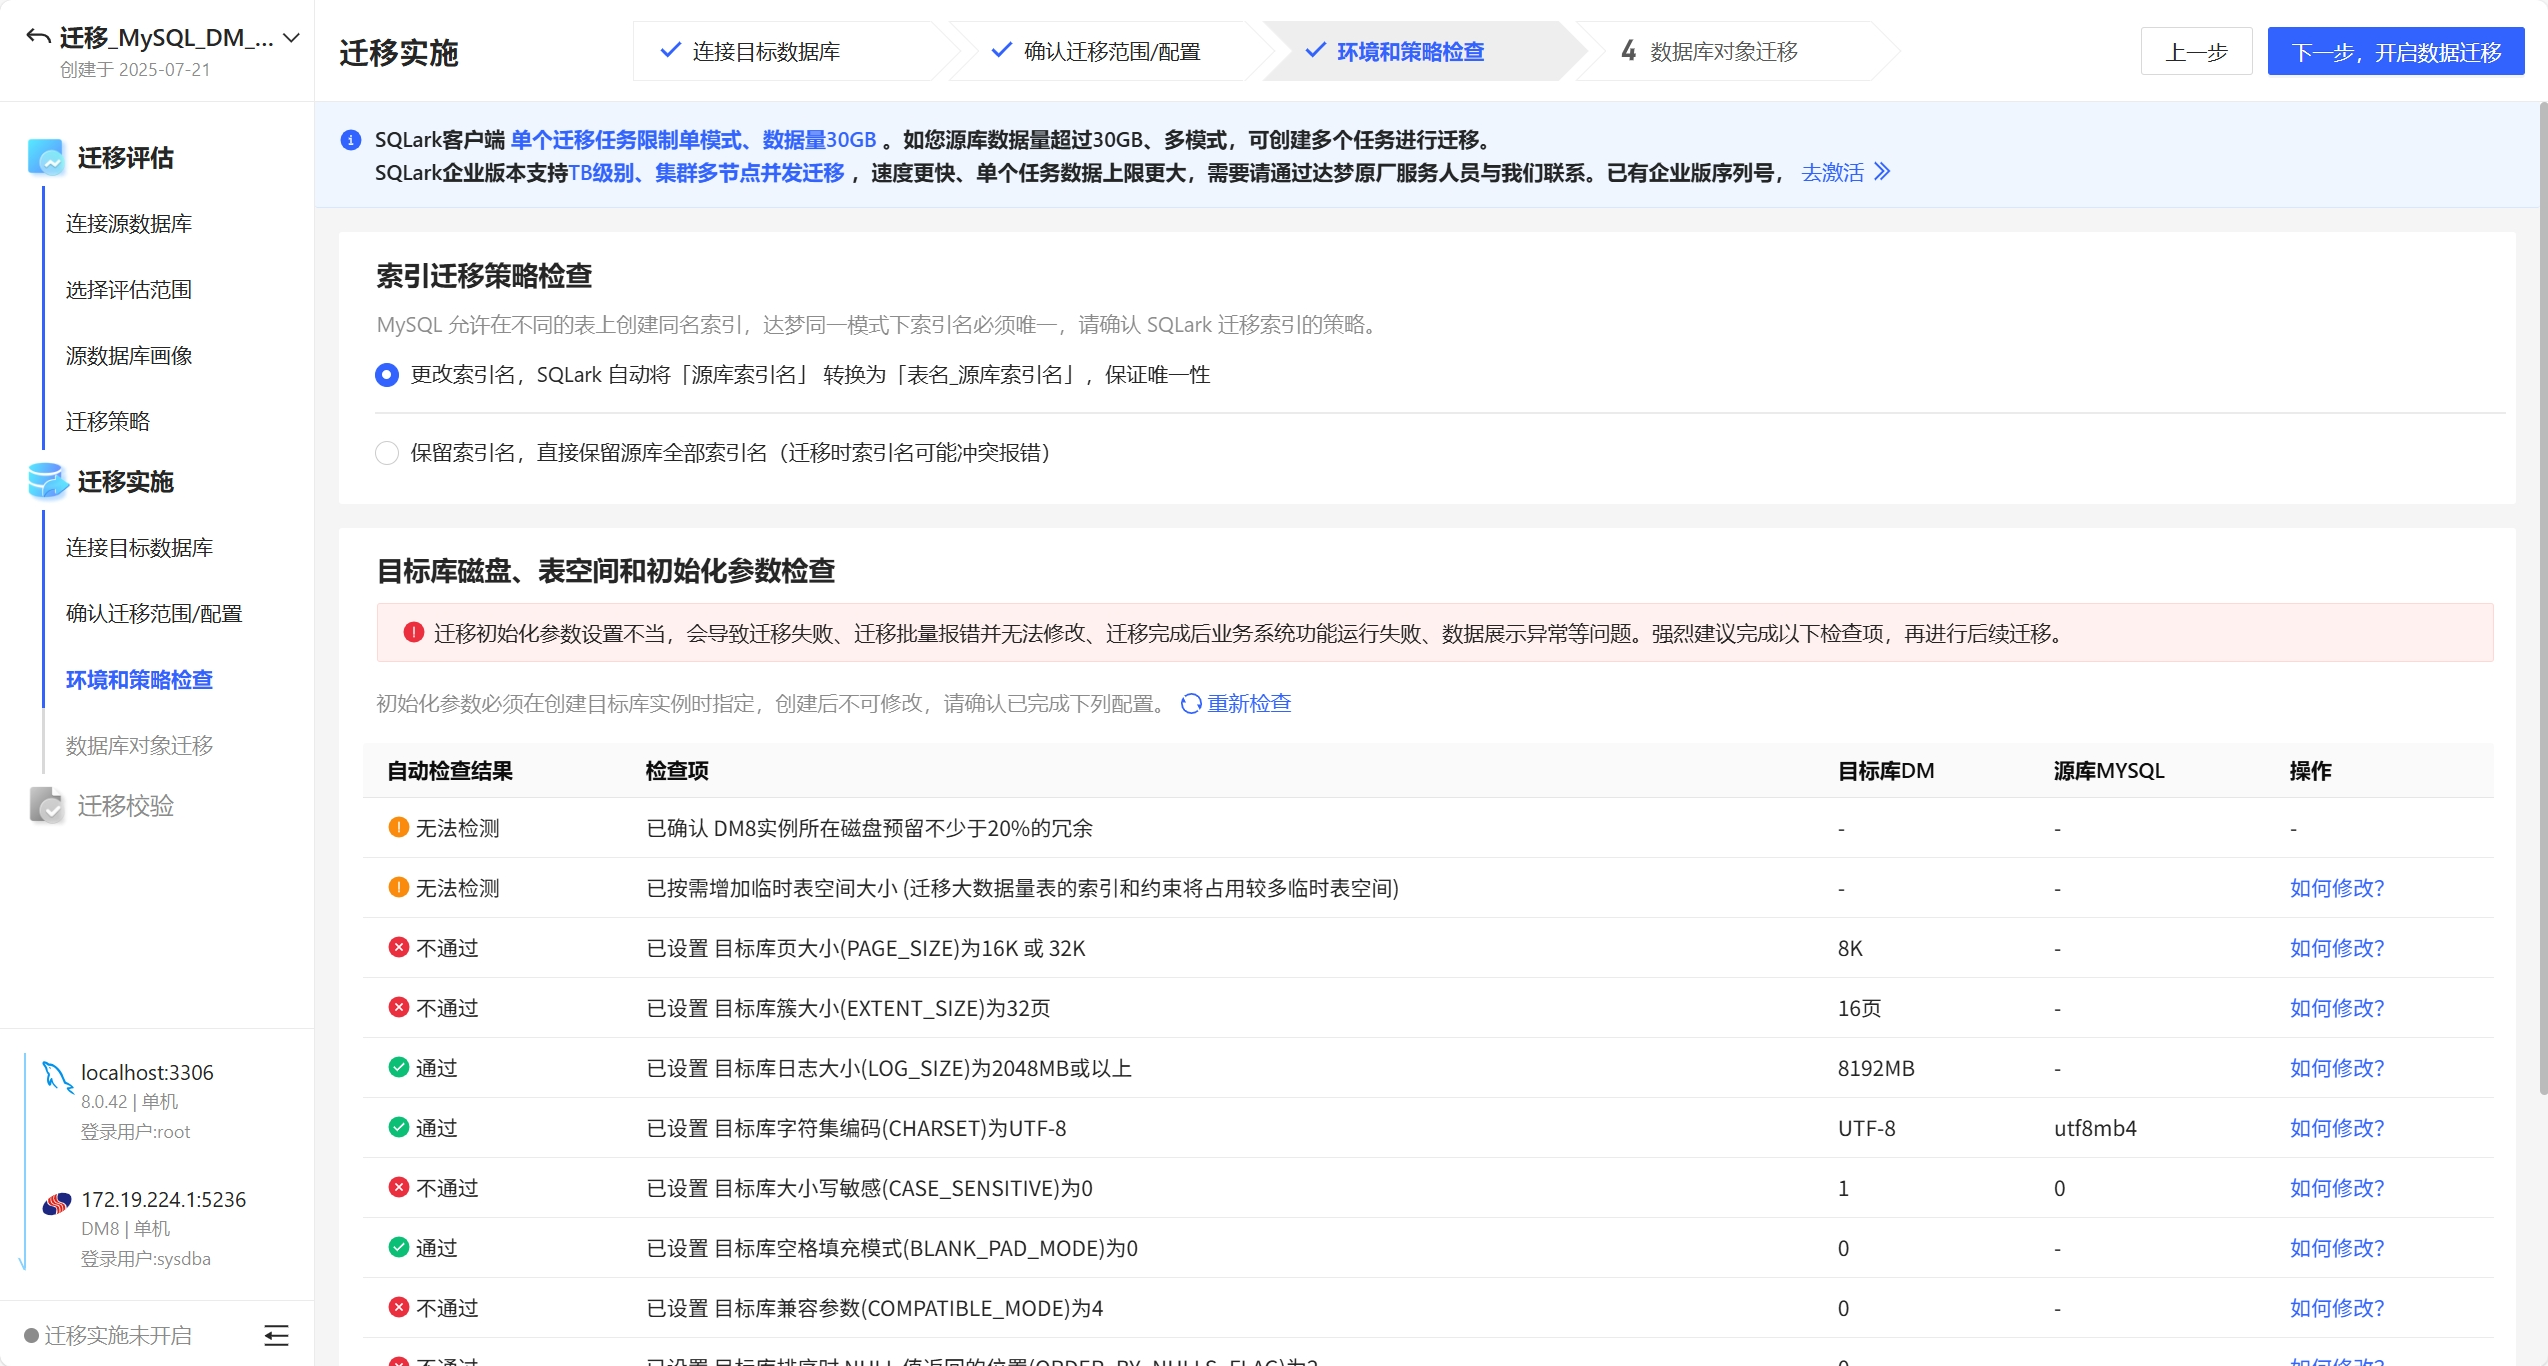 迁移_MySQL_DM_...
创建于 2025-07-21
迁移评估
连接源数据库
选择评估范围
源数据库画像
迁移策略
迁移实施
连接目标数据库
确认迁移范围/配置
环境和策略检查
数据库对象迁移
迁移校验
localhost:3306
8.0.42 | 单机
登录用户:root
172.19.224.1:5236
DM8 | 单机
登录用户:sysdba
迁移实施未开启
迁移实施
连接目标数据库
确认迁移范围/配置
环境和策略检查
4 数据库对象迁移
上一步
下一步，开启数据迁移
SQLark客户端 单个迁移任务限制单模式、数据量30GB 。如您源库数据量超过30GB、多模式，可创建多个任务进行迁移。
SQLark企业版本支持TB级别、集群多节点并发迁移 ，速度更快、单个任务数据上限更大，需要请通过达梦原厂服务人员与我们联系。已有企业版序列号， 去激活
索引迁移策略检查
MySQL 允许在不同的表上创建同名索引，达梦同一模式下索引名必须唯一，请确认 SQLark 迁移索引的策略。
更改索引名，SQLark 自动将「源库索引名」 转换为「表名_源库索引名」，保证唯一性
保留索引名，直接保留源库全部索引名（迁移时索引名可能冲突报错）
目标库磁盘、表空间和初始化参数检查
迁移初始化参数设置不当，会导致迁移失败、迁移批量报错并无法修改、迁移完成后业务系统功能运行失败、数据展示异常等问题。强烈建议完成以下检查项，再进行后续迁移。
初始化参数必须在创建目标库实例时指定，创建后不可修改，请确认已完成下列配置。 重新检查
自动检查结果 检查项 目标库DM 源库MYSQL 操作
无法检测 已确认 DM8实例所在磁盘预留不少于20%的冗余 - - -
无法检测 已按需增加临时表空间大小 (迁移大数据量表的索引和约束将占用较多临时表空间) - - 如何修改?
不通过 已设置 目标库页大小(PAGE_SIZE)为16K 或 32K 8K - 如何修改?
不通过 已设置 目标库簇大小(EXTENT_SIZE)为32页 16页 - 如何修改?
通过 已设置 目标库日志大小(LOG_SIZE)为2048MB或以上 8192MB - 如何修改?
通过 已设置 目标库字符集编码(CHARSET)为UTF-8 UTF-8 utf8mb4 如何修改?
不通过 已设置 目标库大小写敏感(CASE_SENSITIVE)为0 1 0 如何修改?
通过 已设置 目标库空格填充模式(BLANK_PAD_MODE)为0 0 - 如何修改?
不通过 已设置 目标库兼容参数(COMPATIBLE_MODE)为4 0 - 如何修改?
不通过 已设置 目标库排序时 NULL 值返回的位置(ORDER_BY_NULLS_FLAG)为2 0 如何修改?